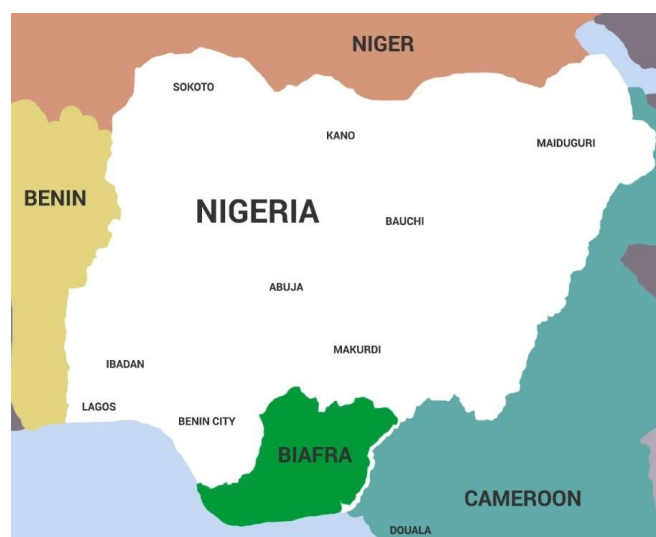 NIGER
SOKOTO
KANO
MAIDUGURI
BENIN
NIGERIA
BAUCHI
ABUJA
MAKURDI
IBADAN
LAGOS
BENIN CITY
BIAFRA
CAMEROON
DOUALA